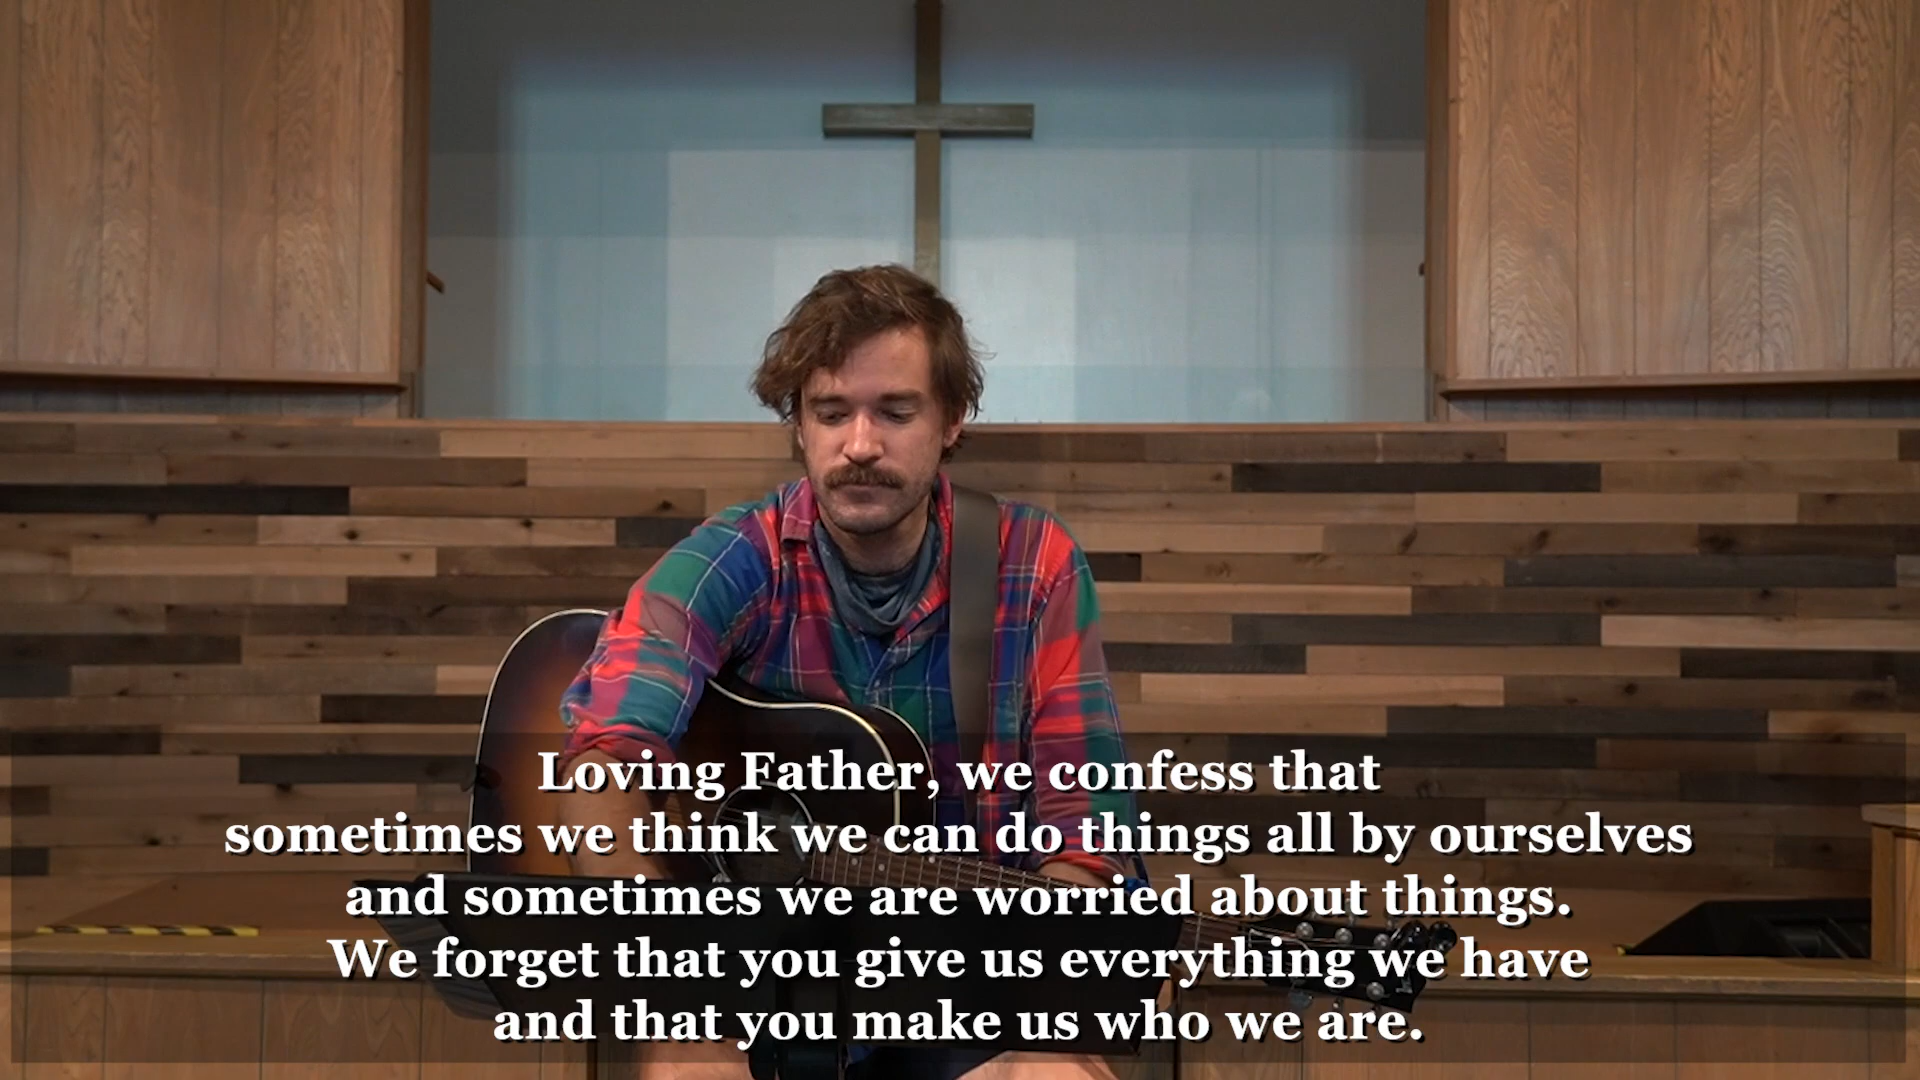 Loving Father, we confess that
sometimes we think we can do things all by ourselves
and sometimes we are worried about things.
We forget that you give us everything we have
and that you make us who we are.